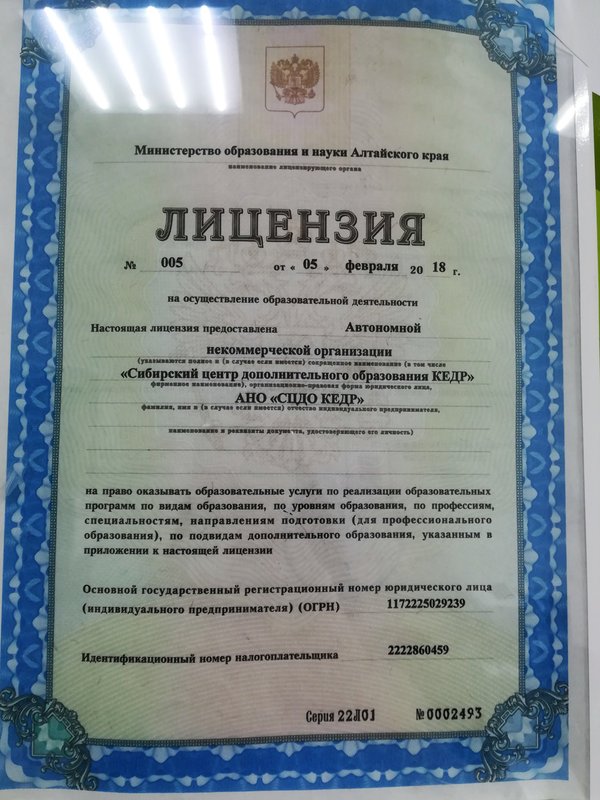 Министерство образования и науки Алтайского края
наименование лицензирующего органа
ЛИЦЕНЗИЯ
№ 005 от « 05 » февраля 20 18 г.
на осуществление образовательной деятельности
Настоящая лицензия предоставлена Автономной
некоммерческой организации
(указываются полное и (в случае если имеется) сокращенное наименование (в том числе
«Сибирский центр дополнительного образования КЕДР»
фирменное наименование), организационно-правовая форма юридического лица,
АНО «СЦДО КЕДР»
фамилия, имя и (в случае если имеется) отчество индивидуального предпринимателя,
наименование и реквизиты документа, удостоверяющего его личность)
на право оказывать образовательные услуги по реализации образовательных
программ по видам образования, по уровням образования, по профессиям,
специальностям, направлениям подготовки (для профессионального
образования), по подвидам дополнительного образования, указанным в
приложении к настоящей лицензии
Основной государственный регистрационный номер юридического лица
(индивидуального предпринимателя) (ОГРН) 1172225029239
Идентификационный номер налогоплательщика 2222860459
Серия 22Л01 №0002493